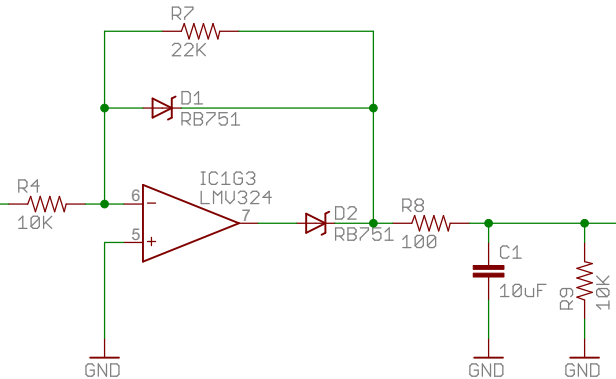 R7
22K
D1
RB751
IC1G3
LMV324
R4
10K
6
−
7
5
+
D2
RB751
R8
100
C1
10uF
R9
10K
GND
GND
GND